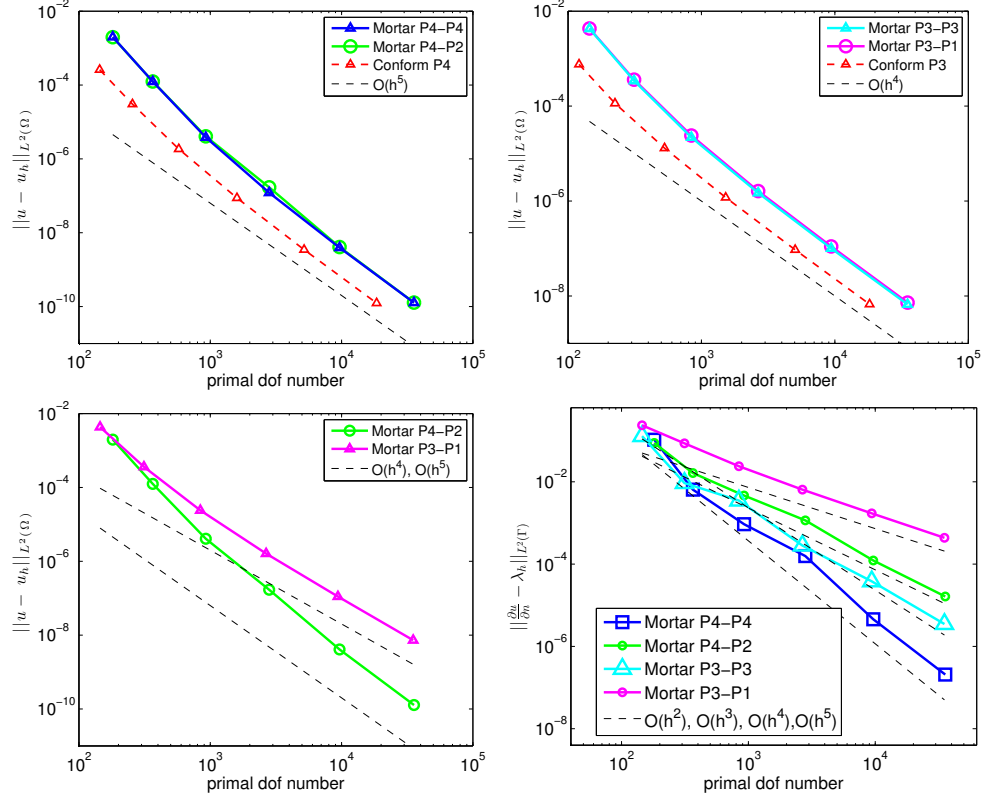 10^-2
10^-4
10^-6
10^-8
10^-10
||u − u_h||_{L^2(Ω)}
Mortar P4−P4
Mortar P4−P2
Conform P4
O(h^5)
10^2 10^3 10^4 10^5
primal dof number
10^-2
10^-4
10^-6
10^-8
||u − u_h||_{L^2(Ω)}
Mortar P3−P3
Mortar P3−P1
Conform P3
O(h^4)
10^2 10^3 10^4 10^5
primal dof number
10^-2
10^-4
10^-6
10^-8
10^-10
||u − u_h||_{L^2(Ω)}
Mortar P4−P2
Mortar P3−P1
O(h^4), O(h^5)
10^2 10^3 10^4 10^5
primal dof number
10^-2
10^-4
10^-6
10^-8
||∂u/∂n − λ_h||_{L^2(Γ)}
Mortar P4−P4
Mortar P4−P2
Mortar P3−P3
Mortar P3−P1
O(h^2), O(h^3), O(h^4),O(h^5)
10^2 10^3 10^4
primal dof number